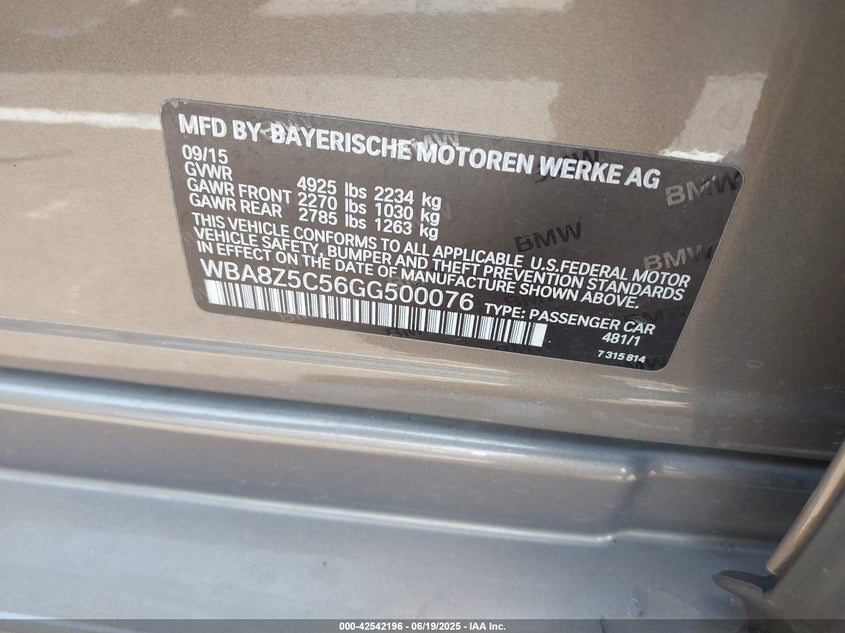 MFD BY BAYERISCHE MOTOREN WERKE AG
09/15
GVWR 4925 lbs 2234 kg
GAWR FRONT 2270 lbs 1030 kg
GAWR REAR 2785 lbs 1263 kg
THIS VEHICLE CONFORMS TO ALL APPLICABLE U.S.FEDERAL MOTOR
VEHICLE SAFETY, BUMPER AND THEFT PREVENTION STANDARDS
IN EFFECT ON THE DATE OF MANUFACTURE SHOWN ABOVE.
WBA8Z5C56GG500076 TYPE: PASSENGER CAR
481/1
7 315 814
BMW
BMW
BMW
000-42542196 - 06/19/2025 - IAA Inc.